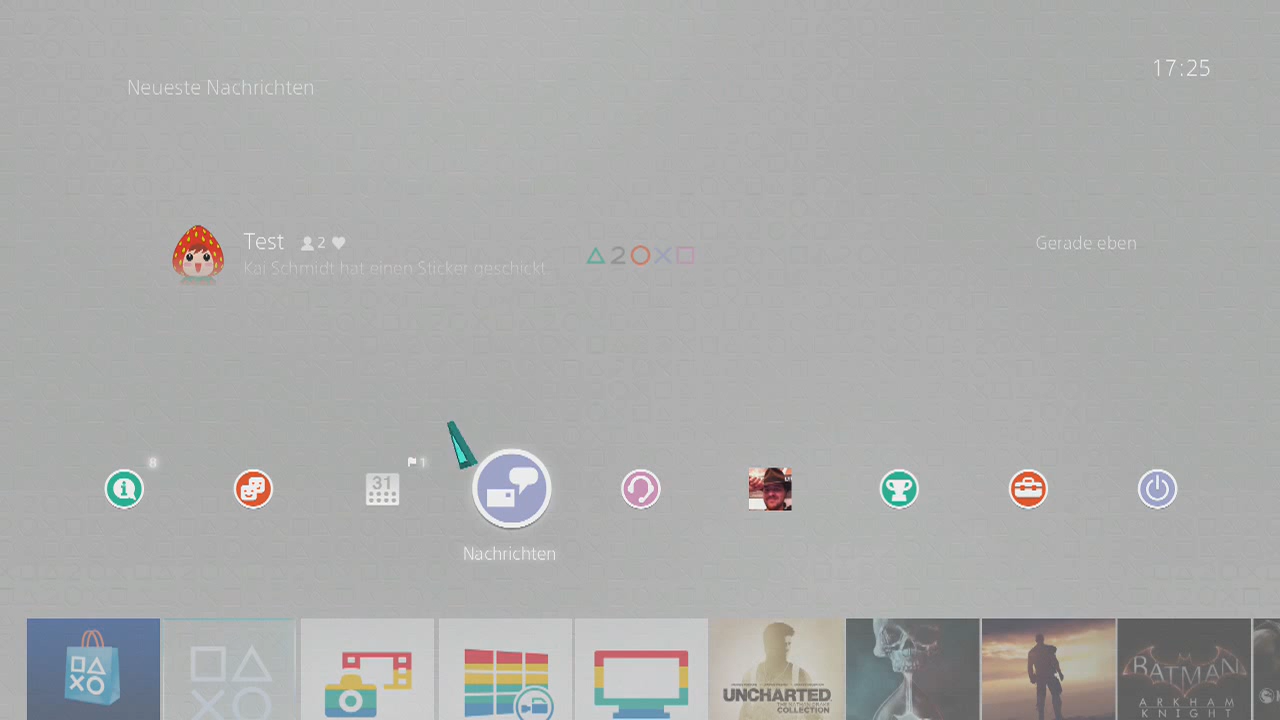 17:25
Neueste Nachrichten
Test 2
Gerade eben
Kai Schmidt hat einen Sticker geschickt.
8
1
31
Nachrichten
UNCHARTED
COLLECTION
BATMAN
ARKHAM
KNIGHT